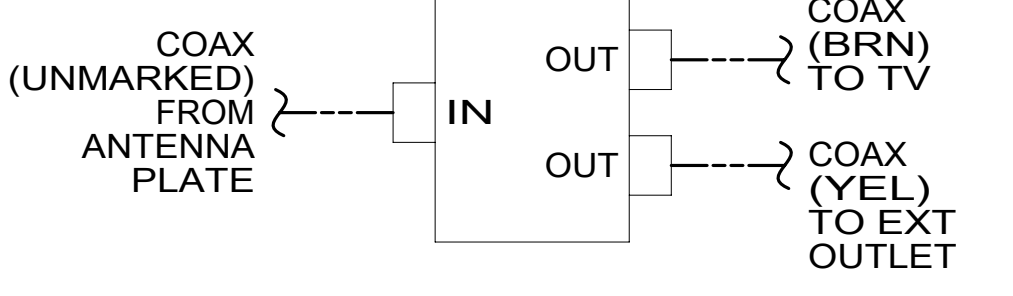 COAX
(UNMARKED)
FROM
ANTENNA
PLATE
IN
OUT
OUT
COAX
(BRN)
TO TV
COAX
(YEL)
TO EXT
OUTLET